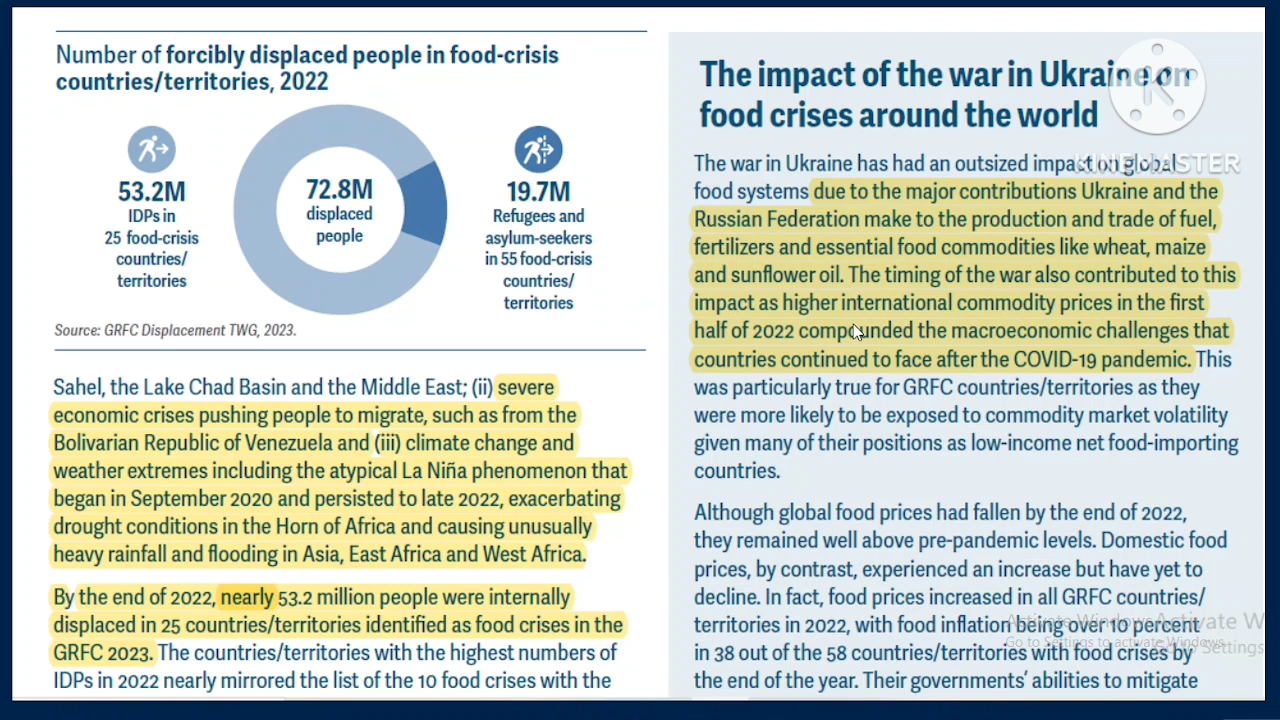 Number of forcibly displaced people in food-crisis
countries/territories, 2022
53.2M
IDPs in
25 food-crisis
countries/
territories
72.8M
displaced
people
19.7M
Refugees and
asylum-seekers
in 55 food-crisis
countries/
territories
Source: GRFC Displacement TWG, 2023.
Sahel, the Lake Chad Basin and the Middle East; (ii) severe
economic crises pushing people to migrate, such as from the
Bolivarian Republic of Venezuela and (iii) climate change and
weather extremes including the atypical La Niña phenomenon that
began in September 2020 and persisted to late 2022, exacerbating
drought conditions in the Horn of Africa and causing unusually
heavy rainfall and flooding in Asia, East Africa and West Africa.
By the end of 2022, nearly 53.2 million people were internally
displaced in 25 countries/territories identified as food crises in the
GRFC 2023. The countries/territories with the highest numbers of
IDPs in 2022 nearly mirrored the list of the 10 food crises with the
The impact of the war in Ukraine on
food crises around the world
K
KINEMASTER
The war in Ukraine has had an outsized impact on global
food systems due to the major contributions Ukraine and the
Russian Federation make to the production and trade of fuel,
fertilizers and essential food commodities like wheat, maize
and sunflower oil. The timing of the war also contributed to this
impact as higher international commodity prices in the first
half of 2022 compounded the macroeconomic challenges that
countries continued to face after the COVID-19 pandemic. This
was particularly true for GRFC countries/territories as they
were more likely to be exposed to commodity market volatility
given many of their positions as low-income net food-importing
countries.
Although global food prices had fallen by the end of 2022,
they remained well above pre-pandemic levels. Domestic food
prices, by contrast, experienced an increase but have yet to
decline. In fact, food prices increased in all GRFC countries/
territories in 2022, with food inflation being over 10 percent
in 38 out of the 58 countries/territories with food crises by
the end of the year. Their governments' abilities to mitigate
Activate Windows
Go to Settings to activate Windows.
Activate W
Settings